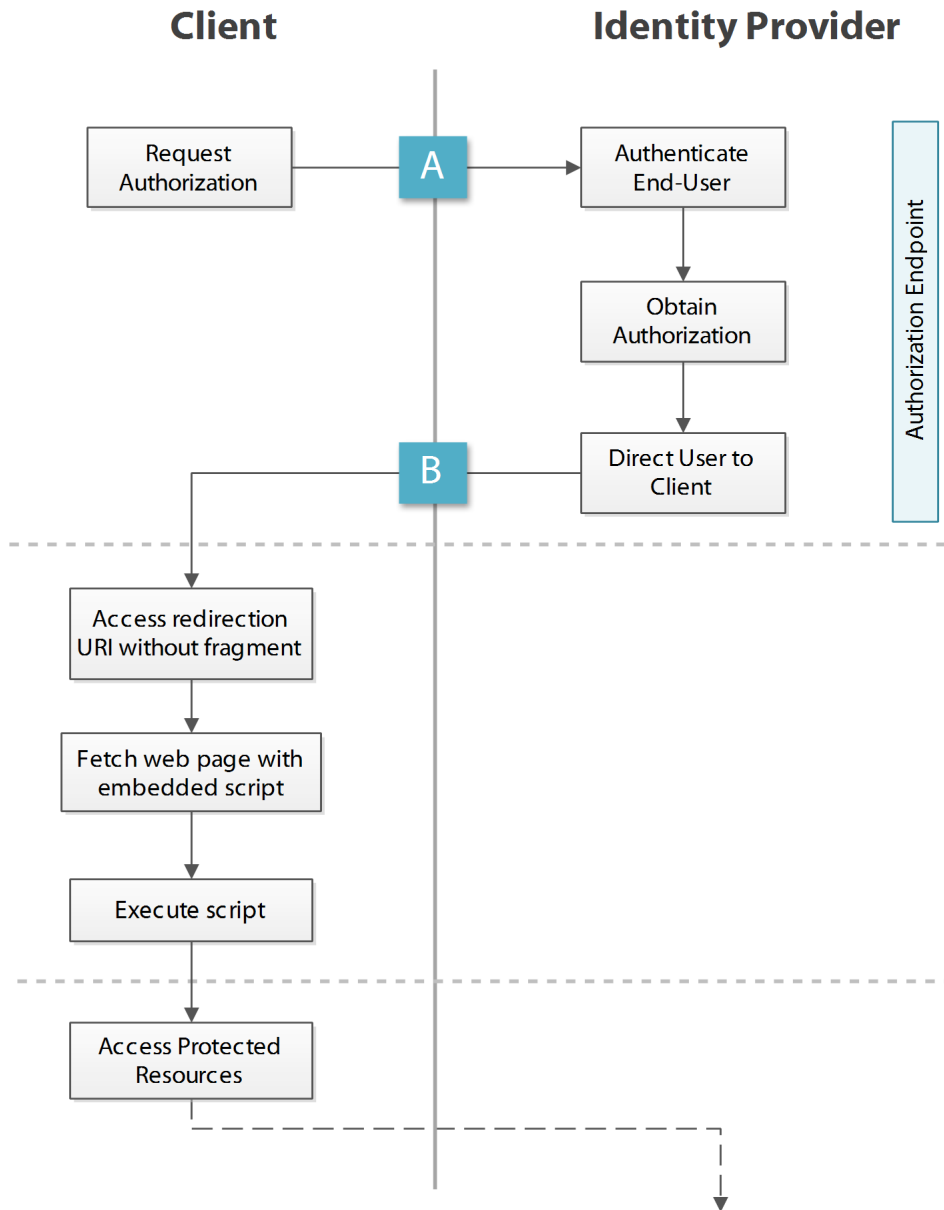 Client
Identity Provider
Request
Authorization
A
Authenticate
End-User
Authorization Endpoint
Obtain
Authorization
B
Direct User to
Client
Access redirection
URI without fragment
Fetch web page with
embedded script
Execute script
Access Protected
Resources